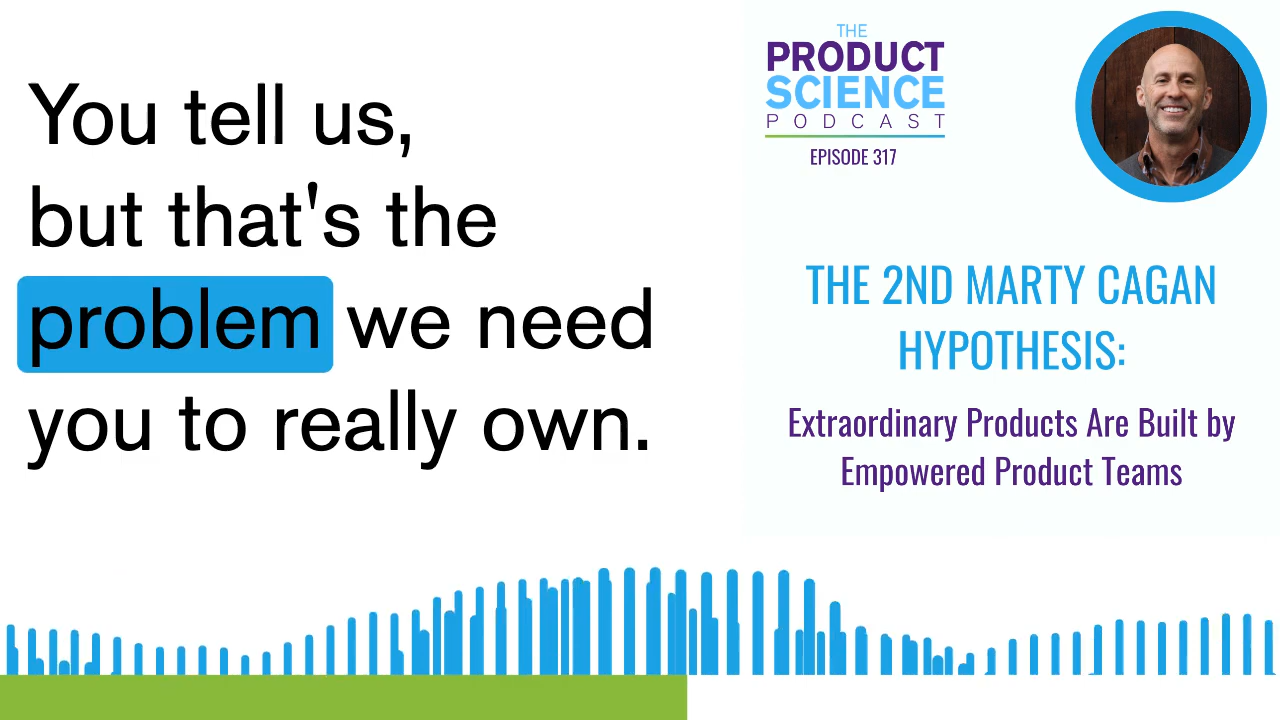 You tell us,
but that's the
problem we need
you to really own.
THE
PRODUCT
SCIENCE
PODCAST
EPISODE 317
THE 2ND MARTY CAGAN
HYPOTHESIS:
Extraordinary Products Are Built by
Empowered Product Teams